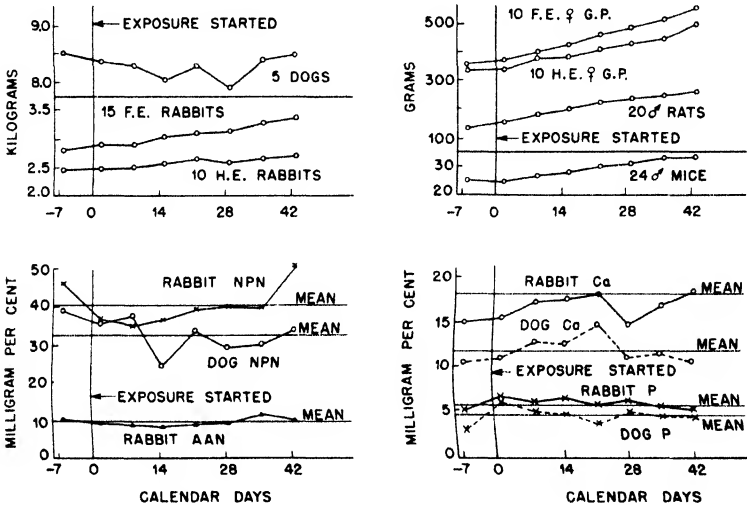 KILOGRAMS
9.0
8.0
3.5
2.5
2.0
EXPOSURE STARTED
5 DOGS
15 F.E. RABBITS
10 H.E. RABBITS
-7 0 14 28 42
GRAMS
500
300
100
30
20
10 F.E. ♀ G.P.
10 H.E. ♀ G.P.
20 ♂ RATS
EXPOSURE STARTED
24 ♂ MICE
-7 0 14 28 42
MILLIGRAM PER CENT
50
40
30
20
10
0
RABBIT NPN
MEAN
MEAN
DOG NPN
EXPOSURE STARTED
MEAN
RABBIT AAN
-7 0 14 28 42
CALENDAR DAYS
MILLIGRAM PER CENT
20
15
10
5
0
RABBIT Ca
MEAN
DOG Ca
MEAN
EXPOSURE STARTED
RABBIT P
MEAN
MEAN
DOG P
-7 0 14 28 42
CALENDAR DAYS